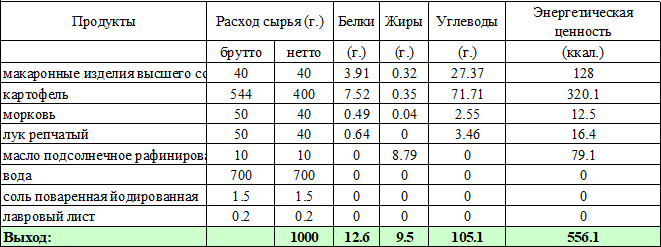 Продукты Расход сырья (г.) Белки Жиры Углеводы Энергетическая ценность
брутто нетто (г.) (г.) (г.) (ккал.)
макаронные изделия высшего со 40 40 3.91 0.32 27.37 128
картофель 544 400 7.52 0.35 71.71 320.1
морковь 50 40 0.49 0.04 2.55 12.5
лук репчатый 50 40 0.64 0 3.46 16.4
масло подсолнечное рафинирова 10 10 0 8.79 0 79.1
вода 700 700 0 0 0 0
соль поваренная йодированная 1.5 1.5 0 0 0 0
лавровый лист 0.2 0.2 0 0 0 0
Выход: 1000 12.6 9.5 105.1 556.1